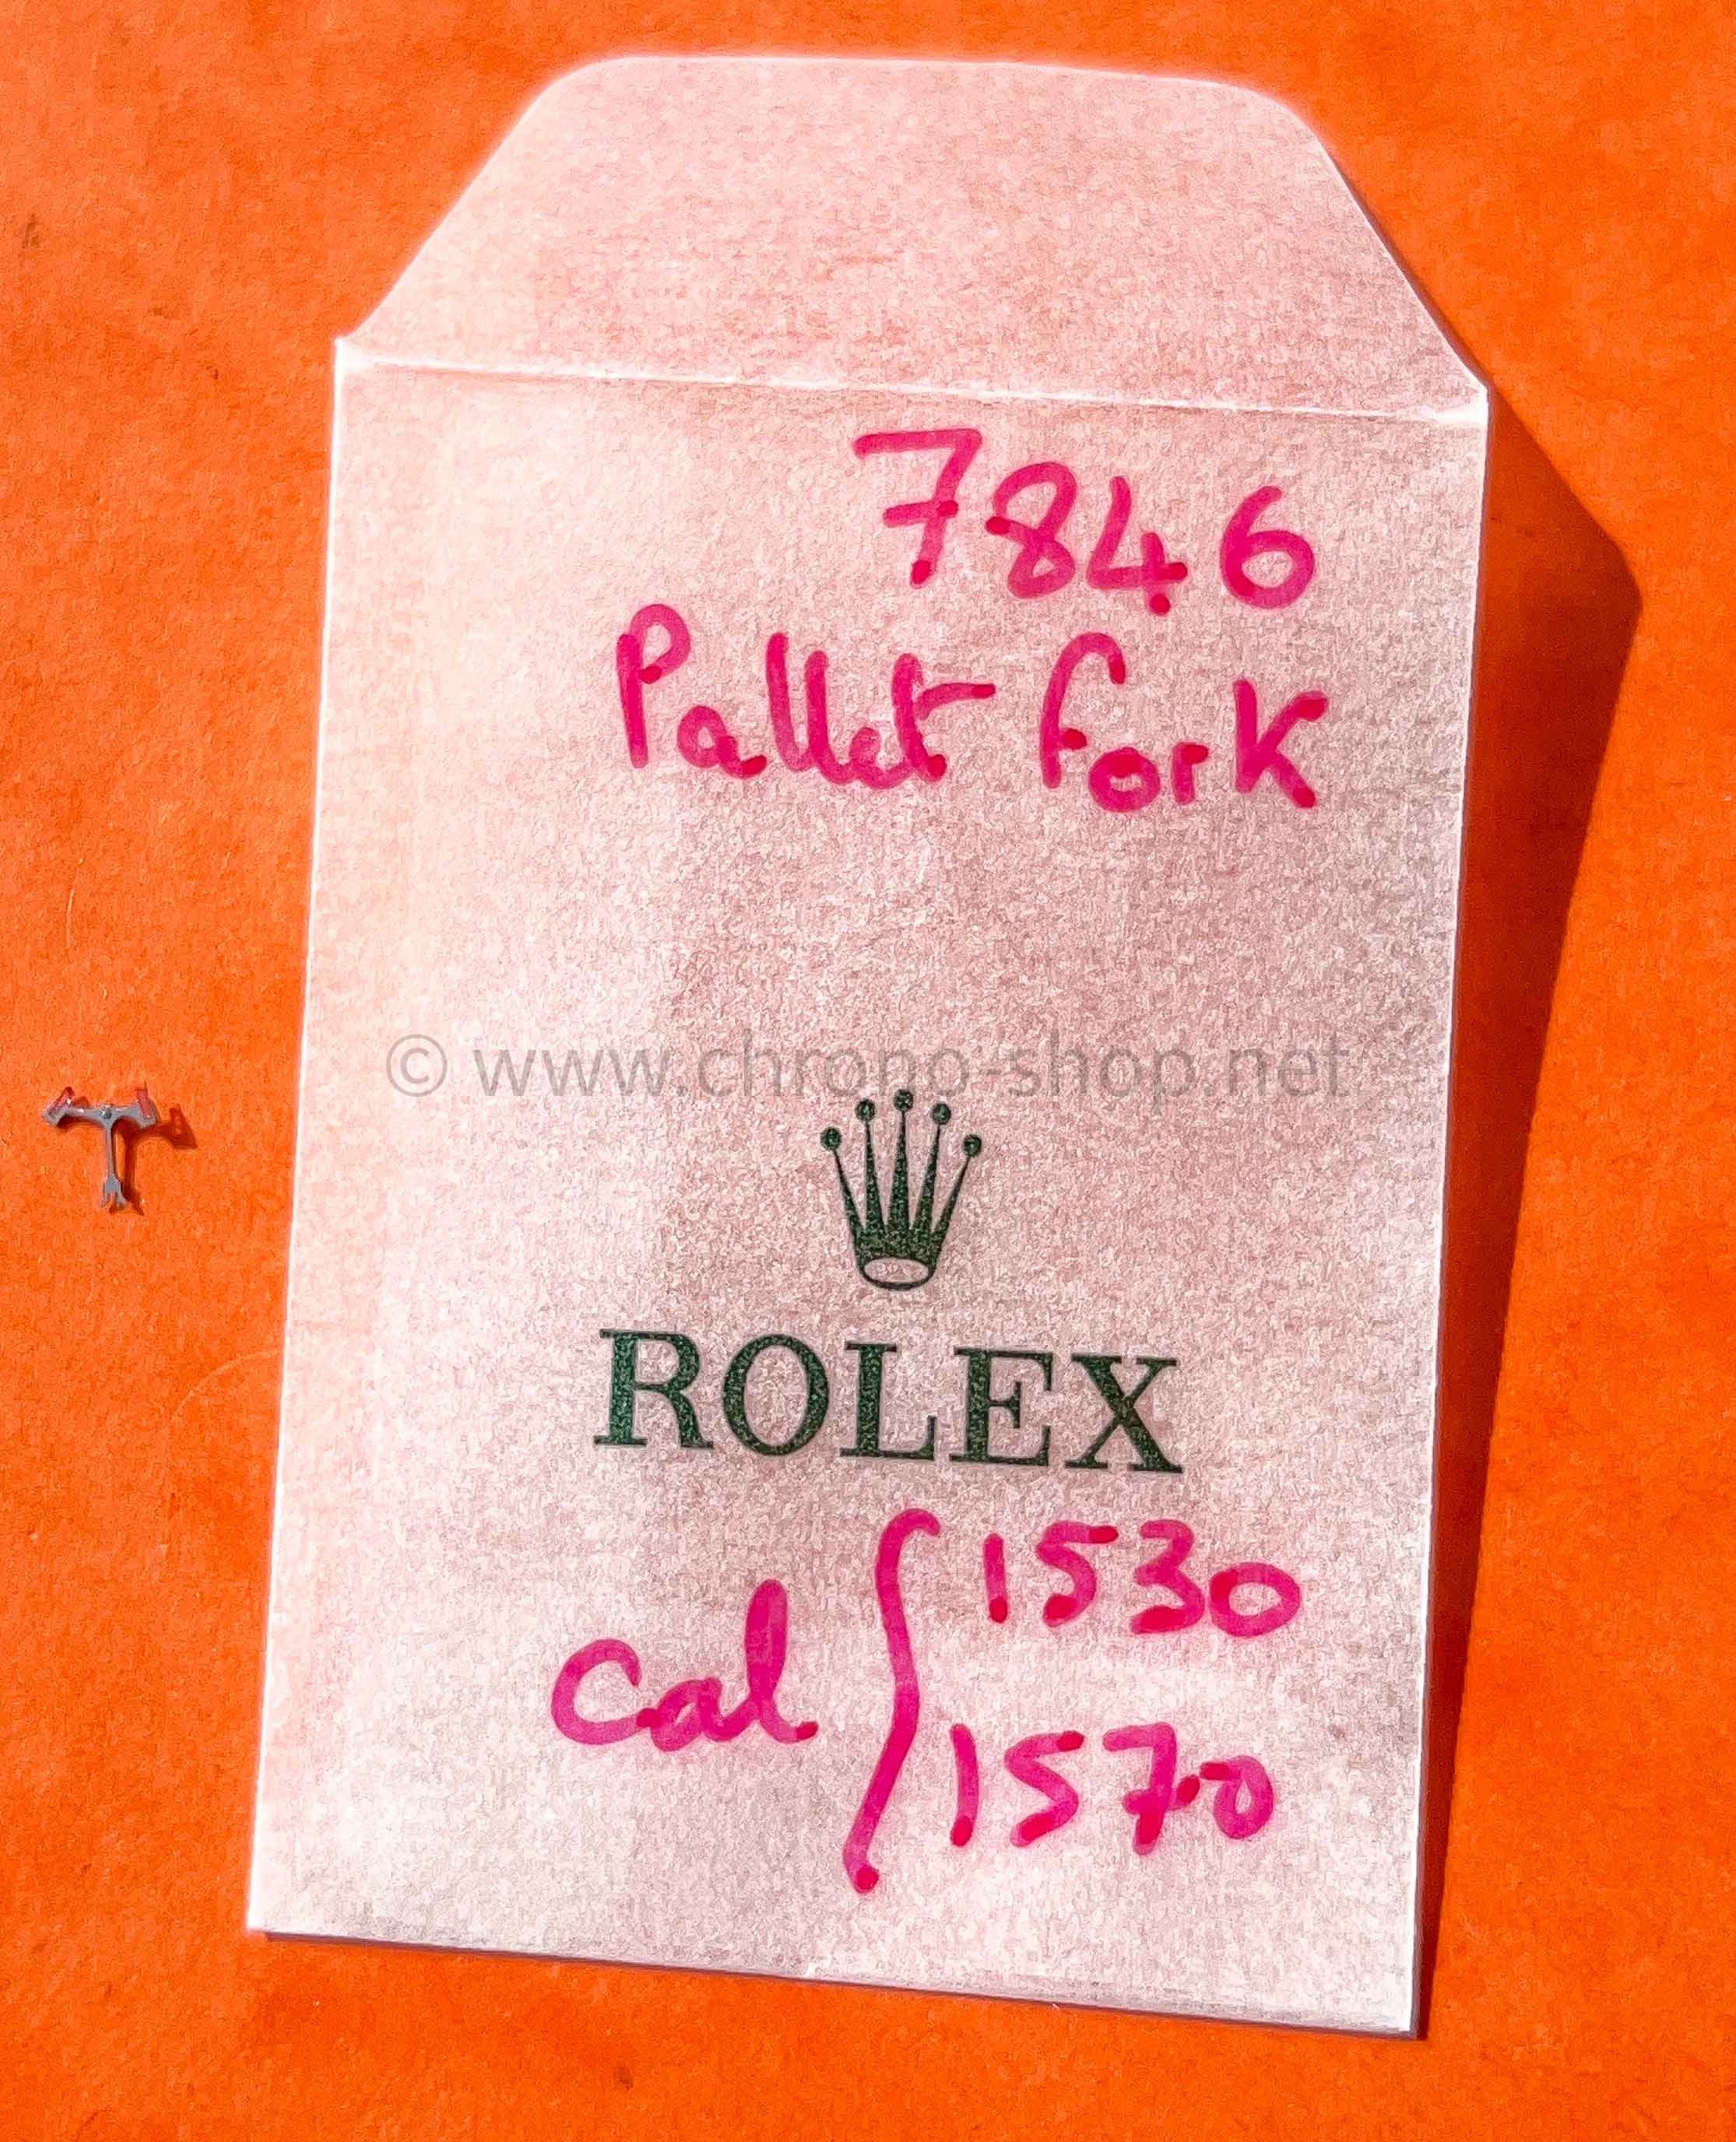 7846
Pallet fork
© www.chrono-shop.net
ROLEX
Cal { 1530
1570